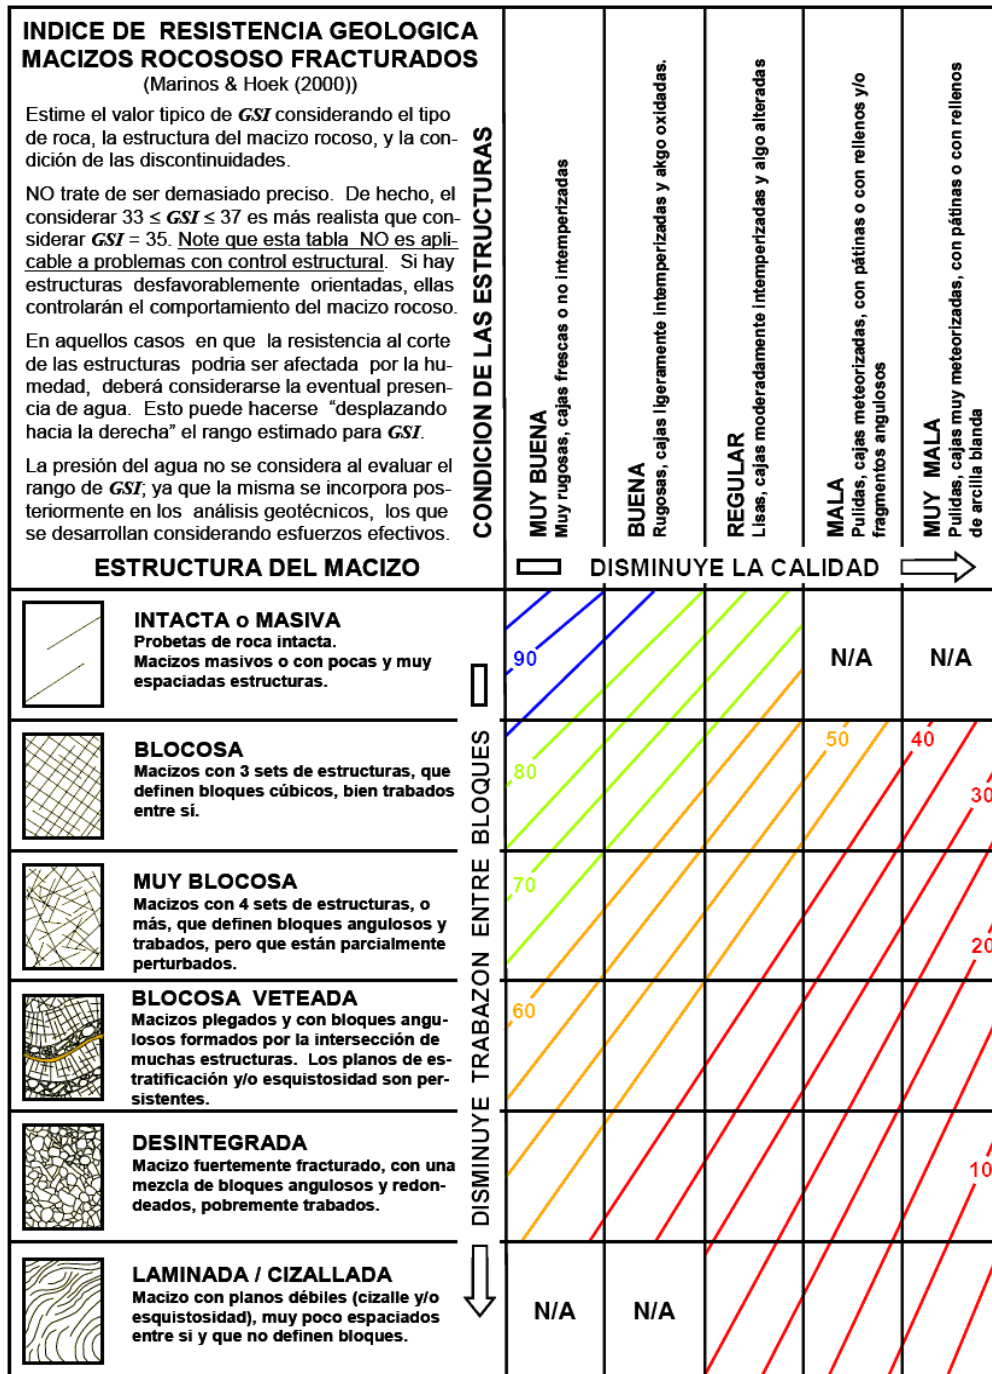 INDICE DE RESISTENCIA GEOLOGICA
MACIZOS ROCOSOSO FRACTURADOS
(Marinos & Hoek (2000))
Estime el valor tipico de GSI considerando el tipo
de roca, la estructura del macizo rocoso, y la con-
dición de las discontinuidades.
NO trate de ser demasiado preciso. De hecho, el
considerar 33 ≤ GSI ≤ 37 es más realista que con-
siderar GSI = 35. Note que esta tabla NO es apli-
cable a problemas con control estructural. Si hay
estructuras desfavorablemente orientadas, ellas
controlarán el comportamiento del macizo rocoso.
En aquellos casos en que la resistencia al corte
de las estructuras podria ser afectada por la hu-
medad, deberá considerarse la eventual presen-
cia de agua. Esto puede hacerse "desplazando
hacia la derecha" el rango estimado para GSI.
La presión del agua no se considera al evaluar el
rango de GSI; ya que la misma se incorpora pos-
teriormente en los análisis geotécnicos, los que
se desarrollan considerando esfuerzos efectivos.
CONDICION DE LAS ESTRUCTURAS
MUY BUENA
Muy rugosas, cajas frescas o no intemperizadas
BUENA
Rugosas, cajas ligeramente intemperizadas y akgo oxidadas.
REGULAR
Lisas, cajas moderadamente intemperizadas y algo alteradas
MALA
Pulidas, cajas meteorizadas, con pátinas o con rellenos y/o
fragmentos angulosos
MUY MALA
Pulidas, cajas muy meteorizadas, con pátinas o con rellenos
de arcilla blanda
ESTRUCTURA DEL MACIZO
DISMINUYE LA CALIDAD
DISMINUYE TRABAZON ENTRE BLOQUES
INTACTA o MASIVA
Probetas de roca intacta.
Macizos masivos o con pocas y muy
espaciadas estructuras.
90
N/A
N/A
BLOCOSA
Macizos con 3 sets de estructuras, que
definen bloques cúbicos, bien trabados
entre sí.
80
50
40
30
MUY BLOCOSA
Macizos con 4 sets de estructuras, o
más, que definen bloques angulosos y
trabados, pero que están parcialmente
perturbados.
70
20
BLOCOSA VETEADA
Macizos plegados y con bloques angu-
losos formados por la intersección de
muchas estructuras. Los planos de es-
tratificación y/o esquistosidad son per-
sistentes.
60
DESINTEGRADA
Macizo fuertemente fracturado, con una
mezcla de bloques angulosos y redon-
deados, pobremente trabados.
10
LAMINADA / CIZALLADA
Macizo con planos débiles (cizalle y/o
esquistosidad), muy poco espaciados
entre si y que no definen bloques.
N/A
N/A